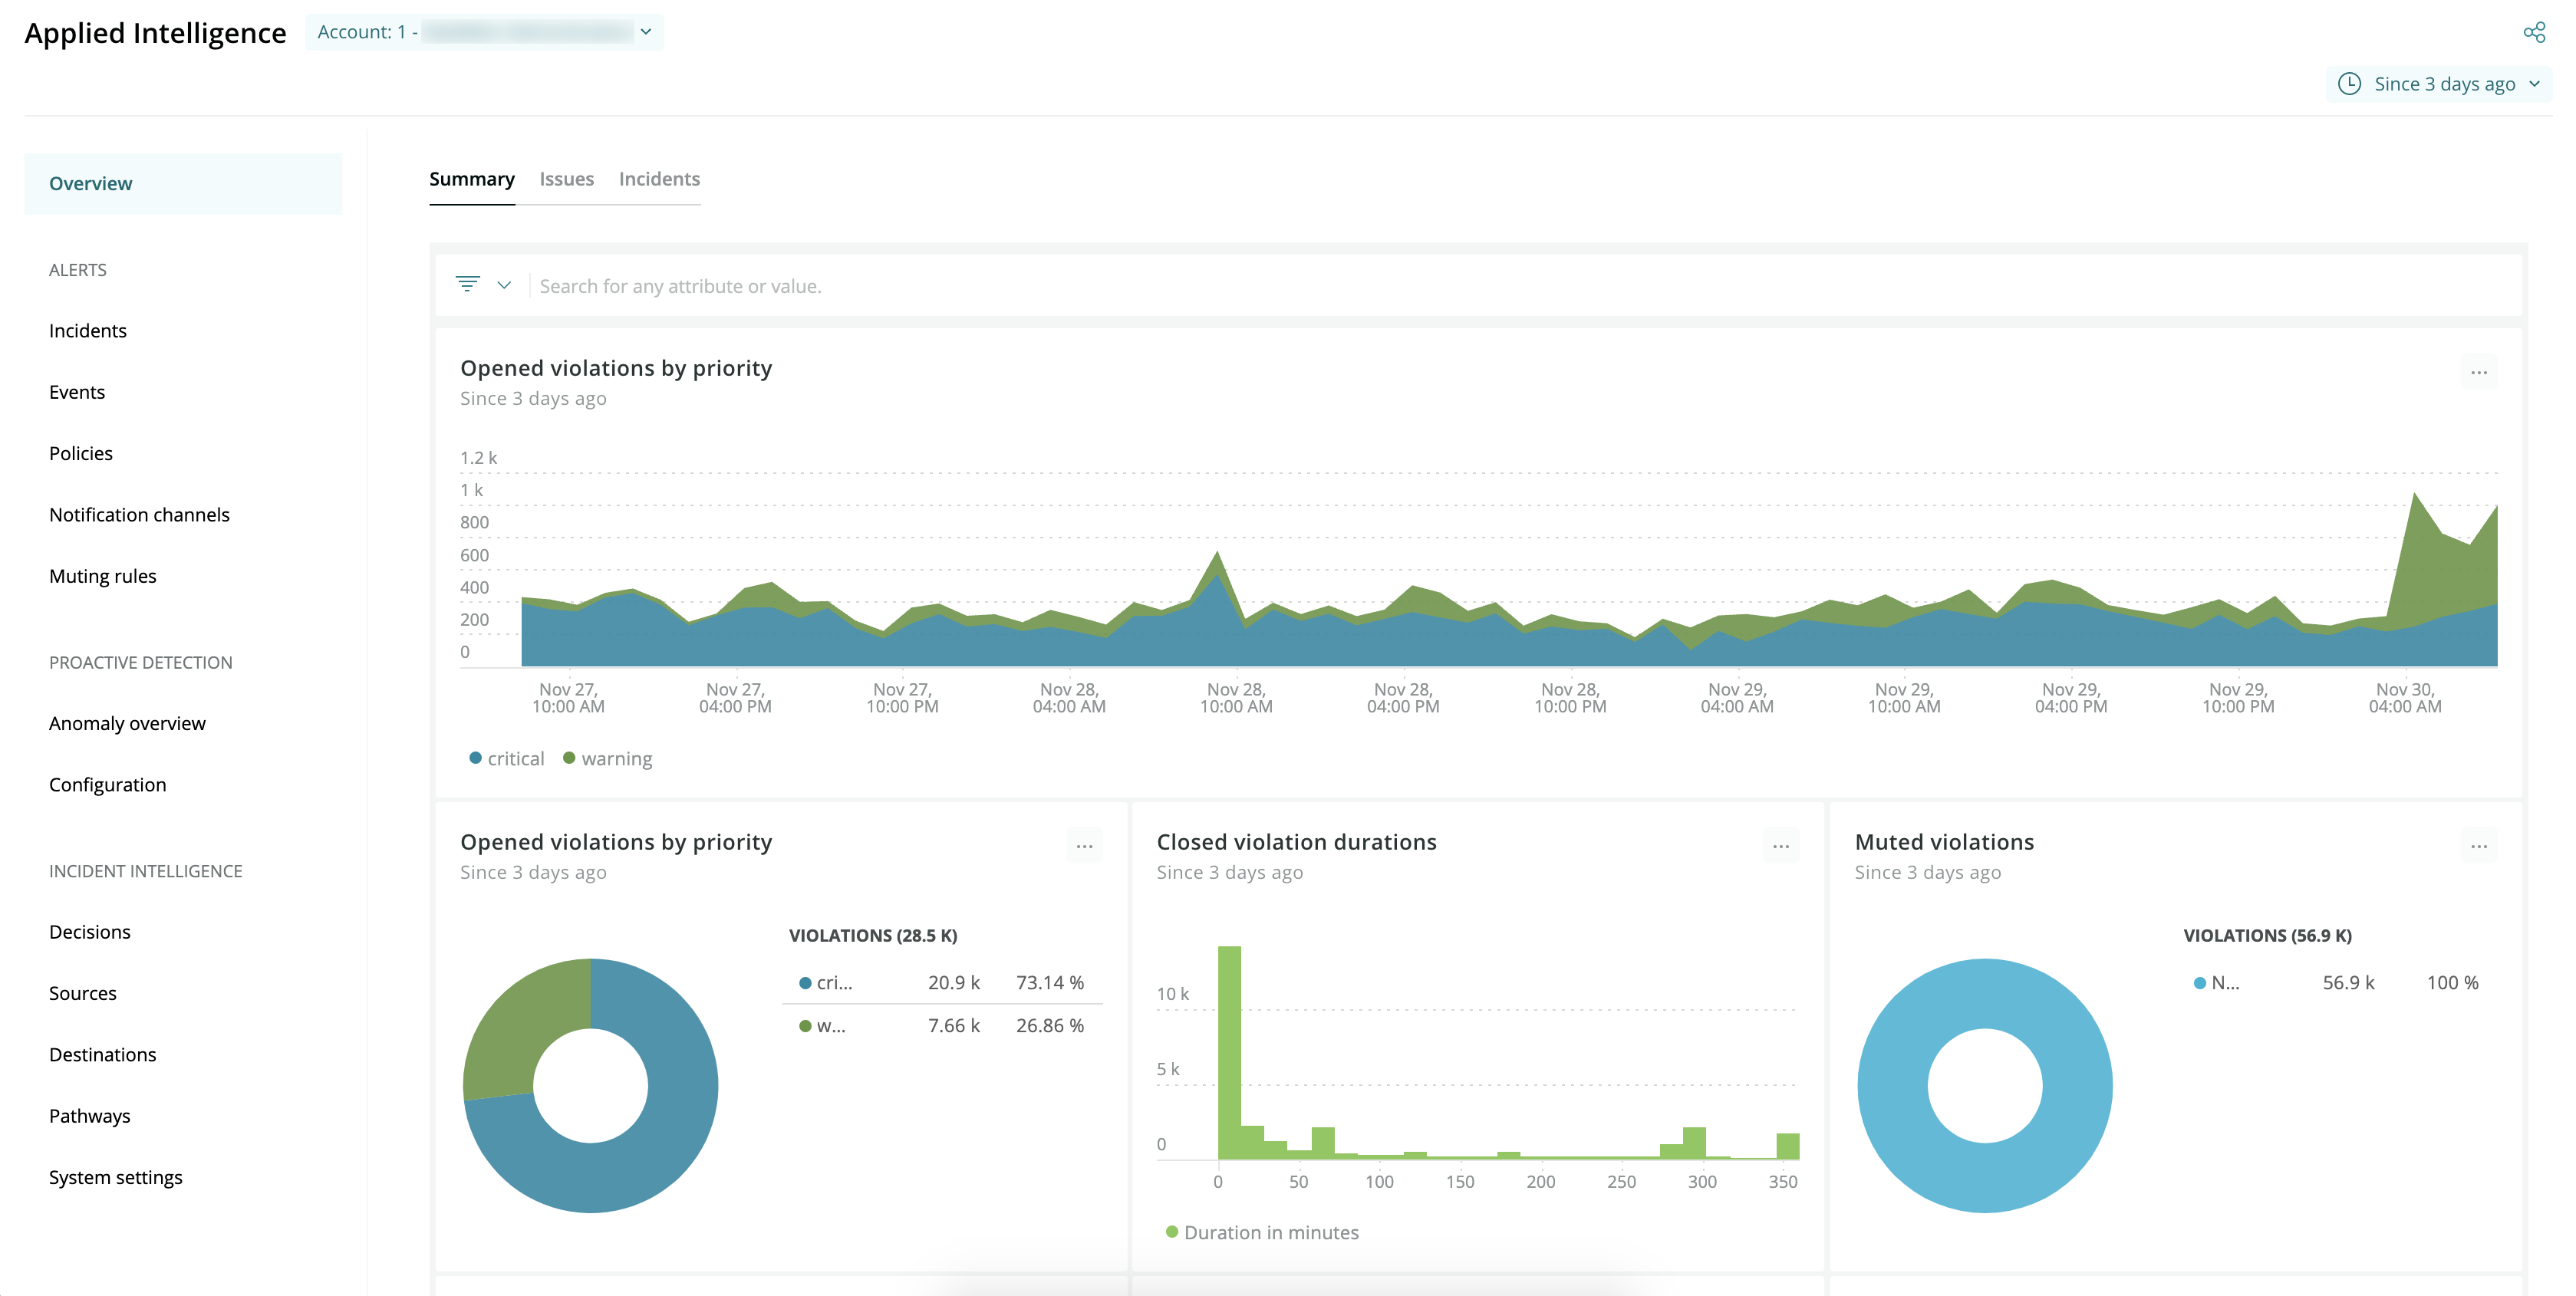 Applied Intelligence
Account: 1 -
Since 3 days ago
Overview
ALERTS
Incidents
Events
Policies
Notification channels
Muting rules
PROACTIVE DETECTION
Anomaly overview
Configuration
INCIDENT INTELLIGENCE
Decisions
Sources
Destinations
Pathways
System settings
Summary Issues Incidents
Search for any attribute or value.
Opened violations by priority
...
Since 3 days ago
1.2 k
1 k
800
600
400
200
0
Nov 27, Nov 27, Nov 27, Nov 28, Nov 28, Nov 28, Nov 28, Nov 29, Nov 29, Nov 29, Nov 29, Nov 30,
10:00 AM 04:00 PM 10:00 PM 04:00 AM 10:00 AM 04:00 PM 10:00 PM 04:00 AM 10:00 AM 04:00 PM 10:00 PM 04:00 AM
critical warning
Opened violations by priority
...
Since 3 days ago
VIOLATIONS (28.5 K)
cri... 20.9 k 73.14 %
w... 7.66 k 26.86 %
Closed violation durations
...
Since 3 days ago
10 k
5 k
0
0 50 100 150 200 250 300 350
Duration in minutes
Muted violations
...
Since 3 days ago
VIOLATIONS (56.9 K)
N... 56.9 k 100 %